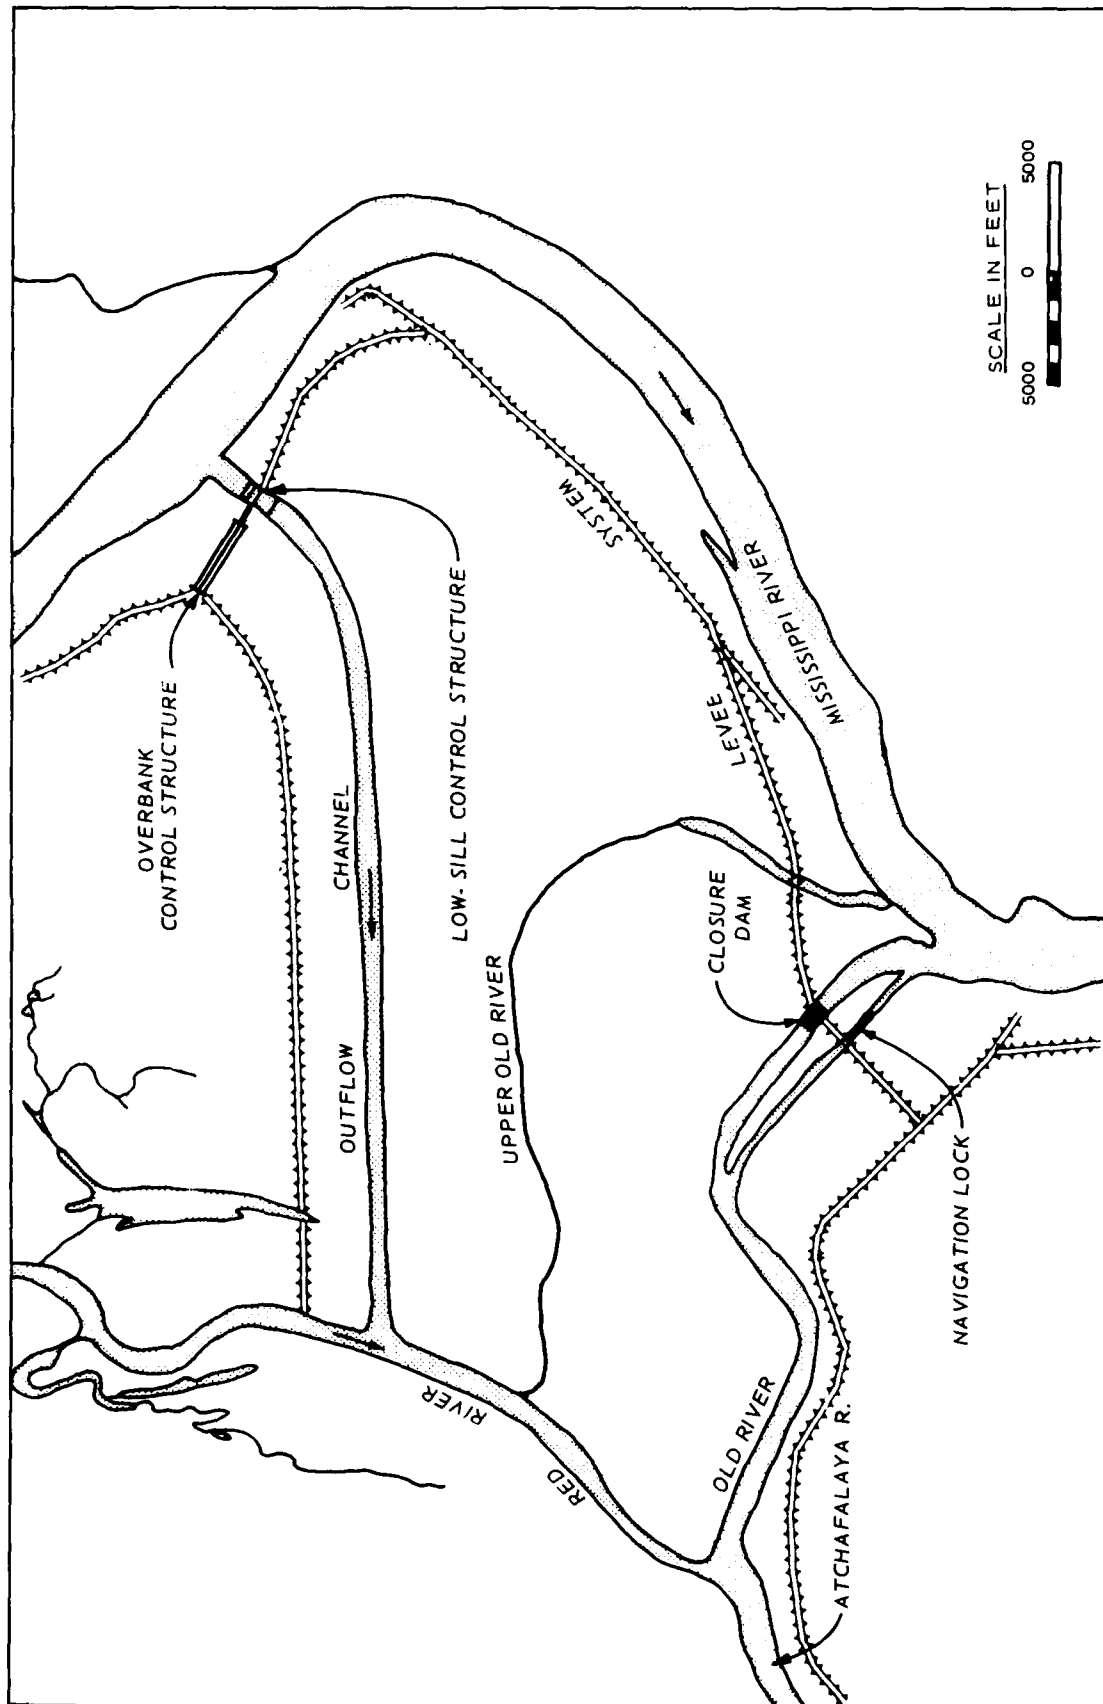 OVERBANK
CONTROL STRUCTURE
CHANNEL
OUTFLOW
LOW-SILL CONTROL STRUCTURE
UPPER OLD RIVER
RED
RIVER
OLD RIVER
ATCHAFALAYA R.
CLOSURE
DAM
NAVIGATION LOCK
LEVEE
SYSTEM
MISSISSIPPI RIVER
SCALE IN FEET
5000 0 5000